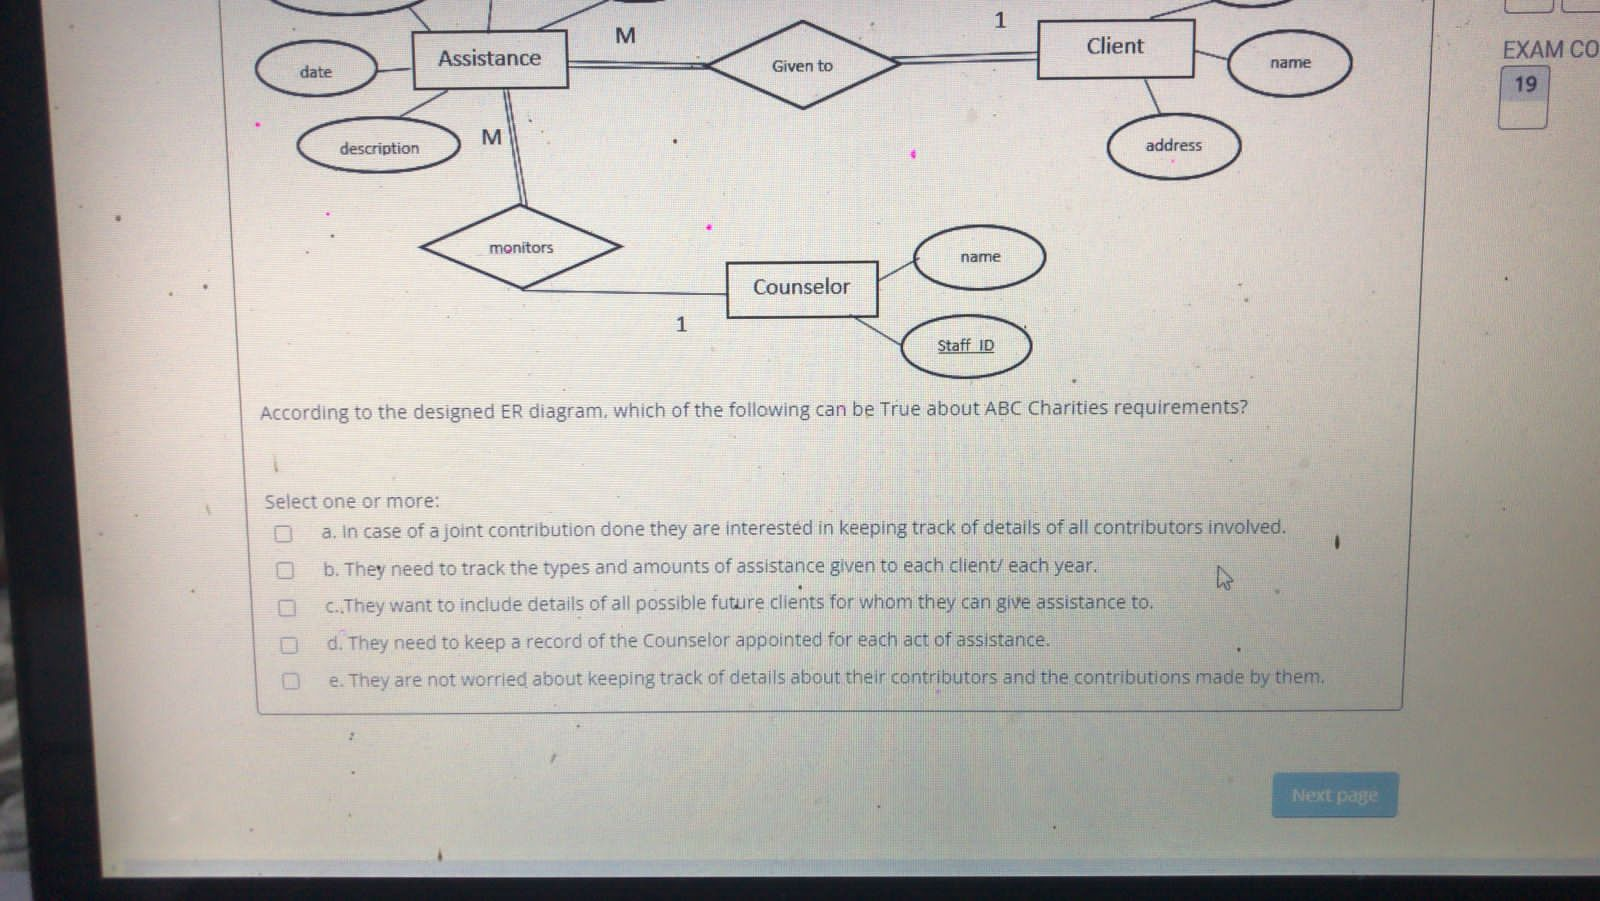 1
M
EXAM CO
19
Assistance
Given to
Client
name
date
description
M
address
monitors
Counselor
name
1
Staff_ID
According to the designed ER diagram, which of the following can be True about ABC Charities requirements?
Select one or more:
a. In case of a joint contribution done they are interested in keeping track of details of all contributors involved.
b. They need to track the types and amounts of assistance given to each client/ each year.
c. They want to include details of all possible future clients for whom they can give assistance to.
d. They need to keep a record of the Counselor appointed for each act of assistance.
e. They are not worried about keeping track of details about their contributors and the contributions made by them.
Next page